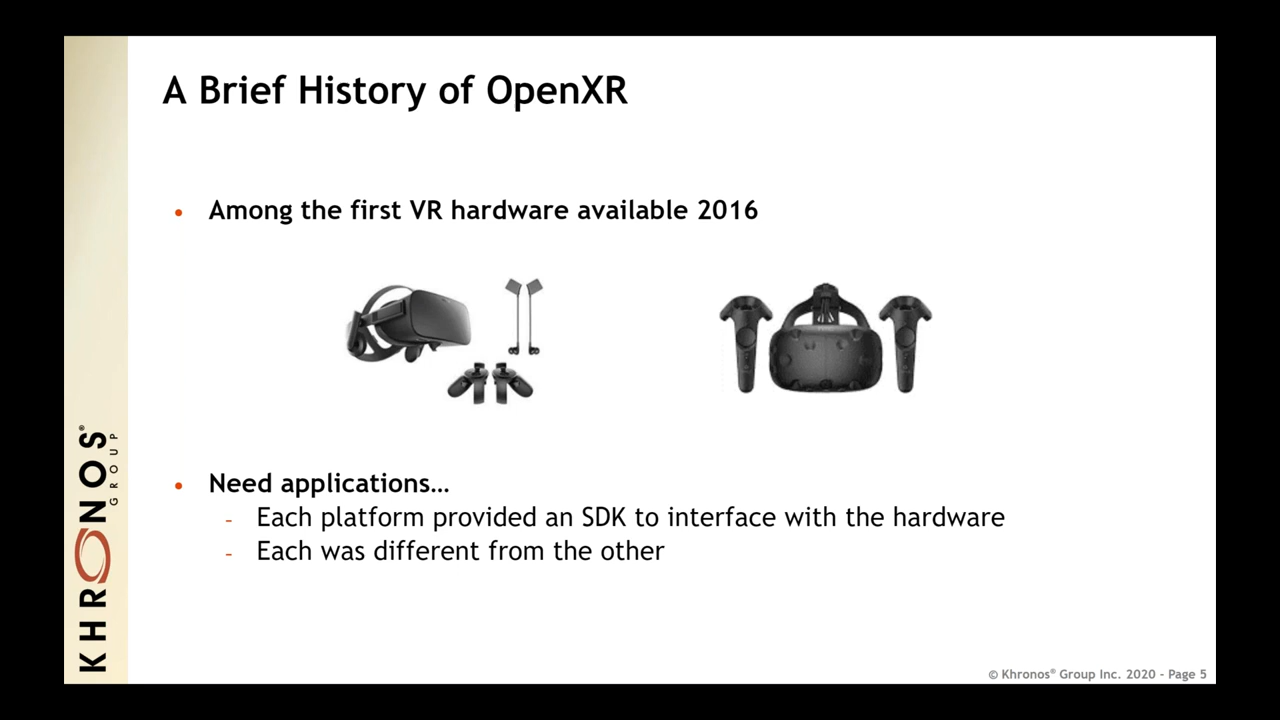 A Brief History of OpenXR
• Among the first VR hardware available 2016
• Need applications…
- Each platform provided an SDK to interface with the hardware
- Each was different from the other
KHRONOS®
GROUP
© Khronos® Group Inc. 2020 - Page 5